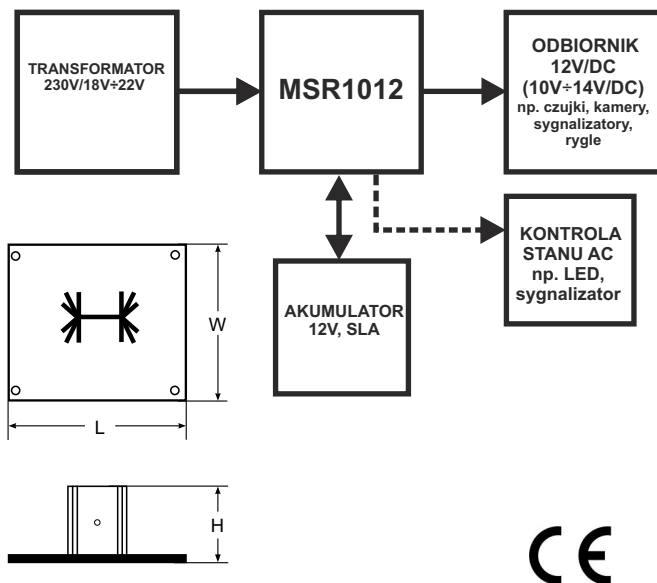 TRANSFORMATOR
230V/18V÷22V
MSR1012
ODBIORNIK
12V/DC
(10V÷14V/DC)
np. czujki, kamery,
sygnalizatory,
rygle
KONTROLA
STANU AC
np. LED,
sygnalizator
AKUMULATOR
12V, SLA
W
L
H
CE